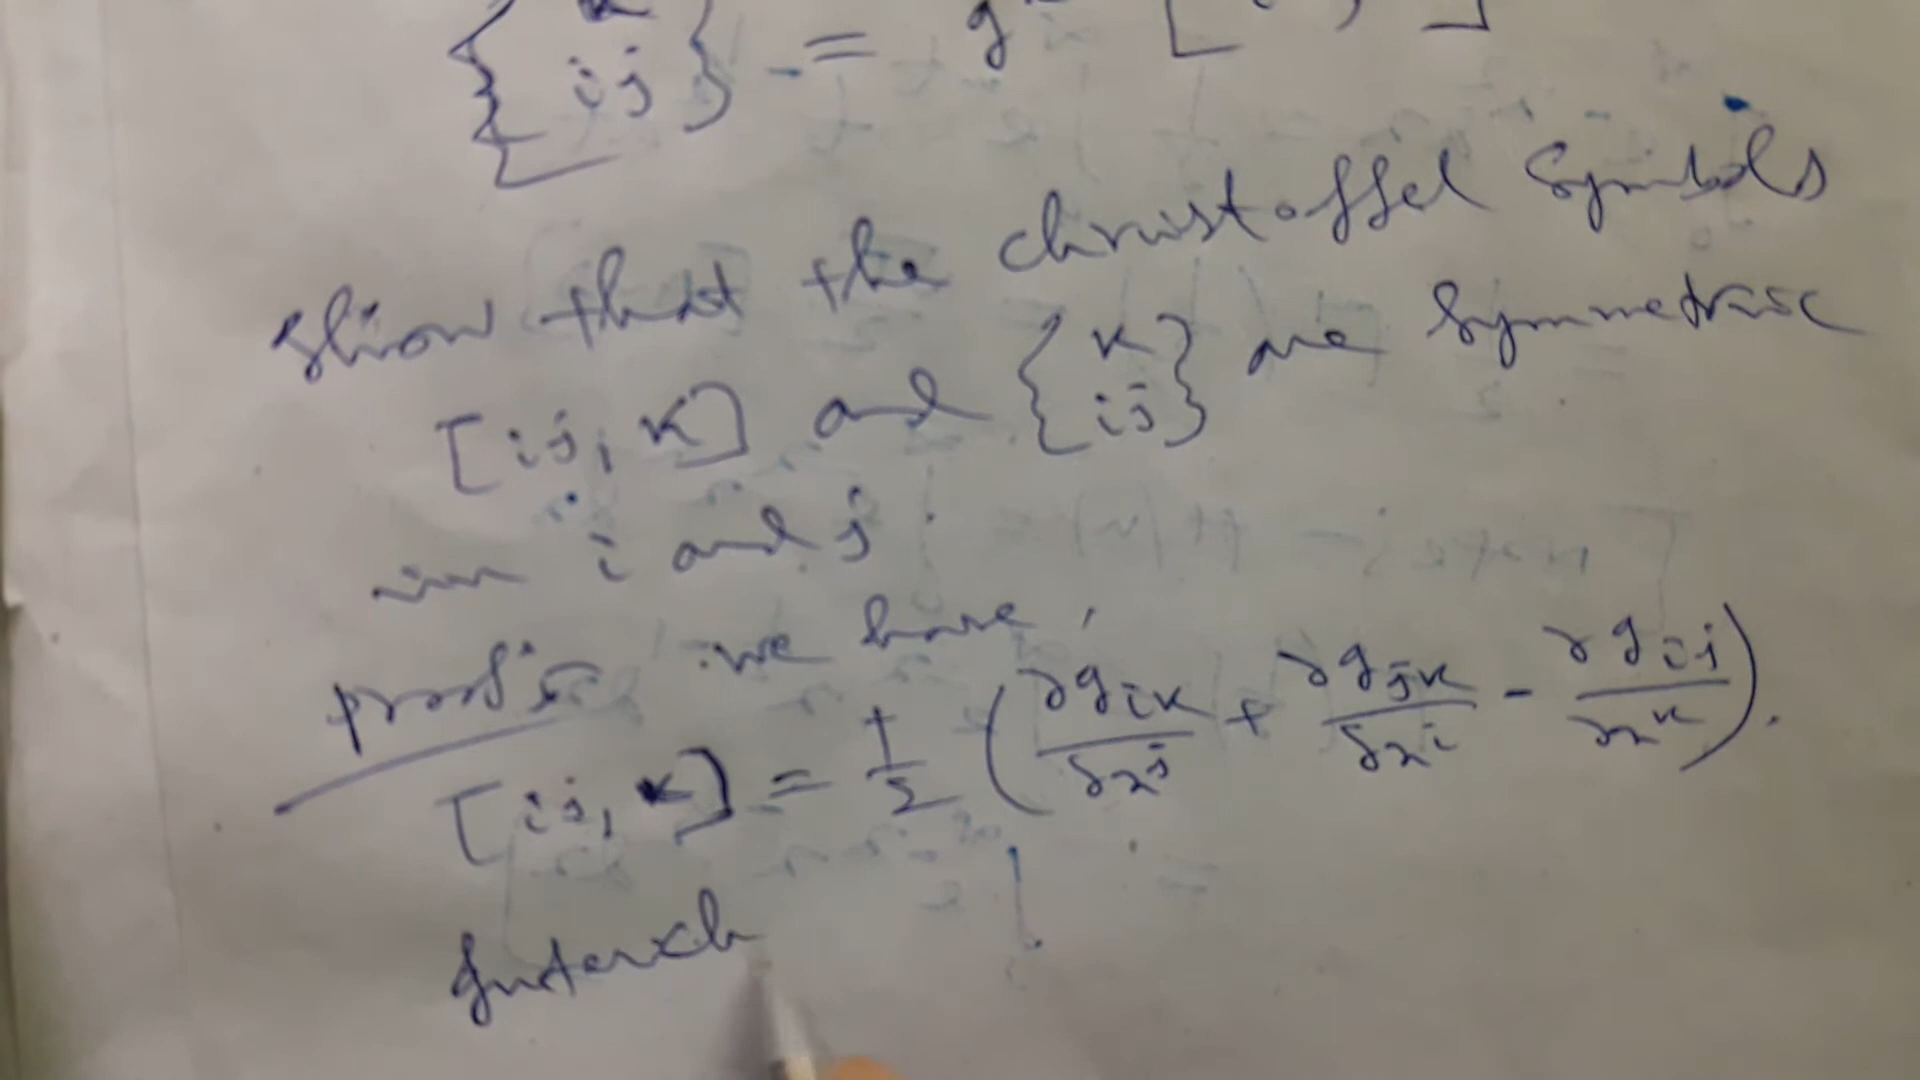 { k ij } = g [ , ]
Show that the christoffel symbols
[ij, k] and { k ij } are symmetric
in i and j.
proof: we have,
[ij, k] = 1/2 (∂g_ik/∂x^j + ∂g_jk/∂x^i - ∂g_ij/∂x^k).
Interch